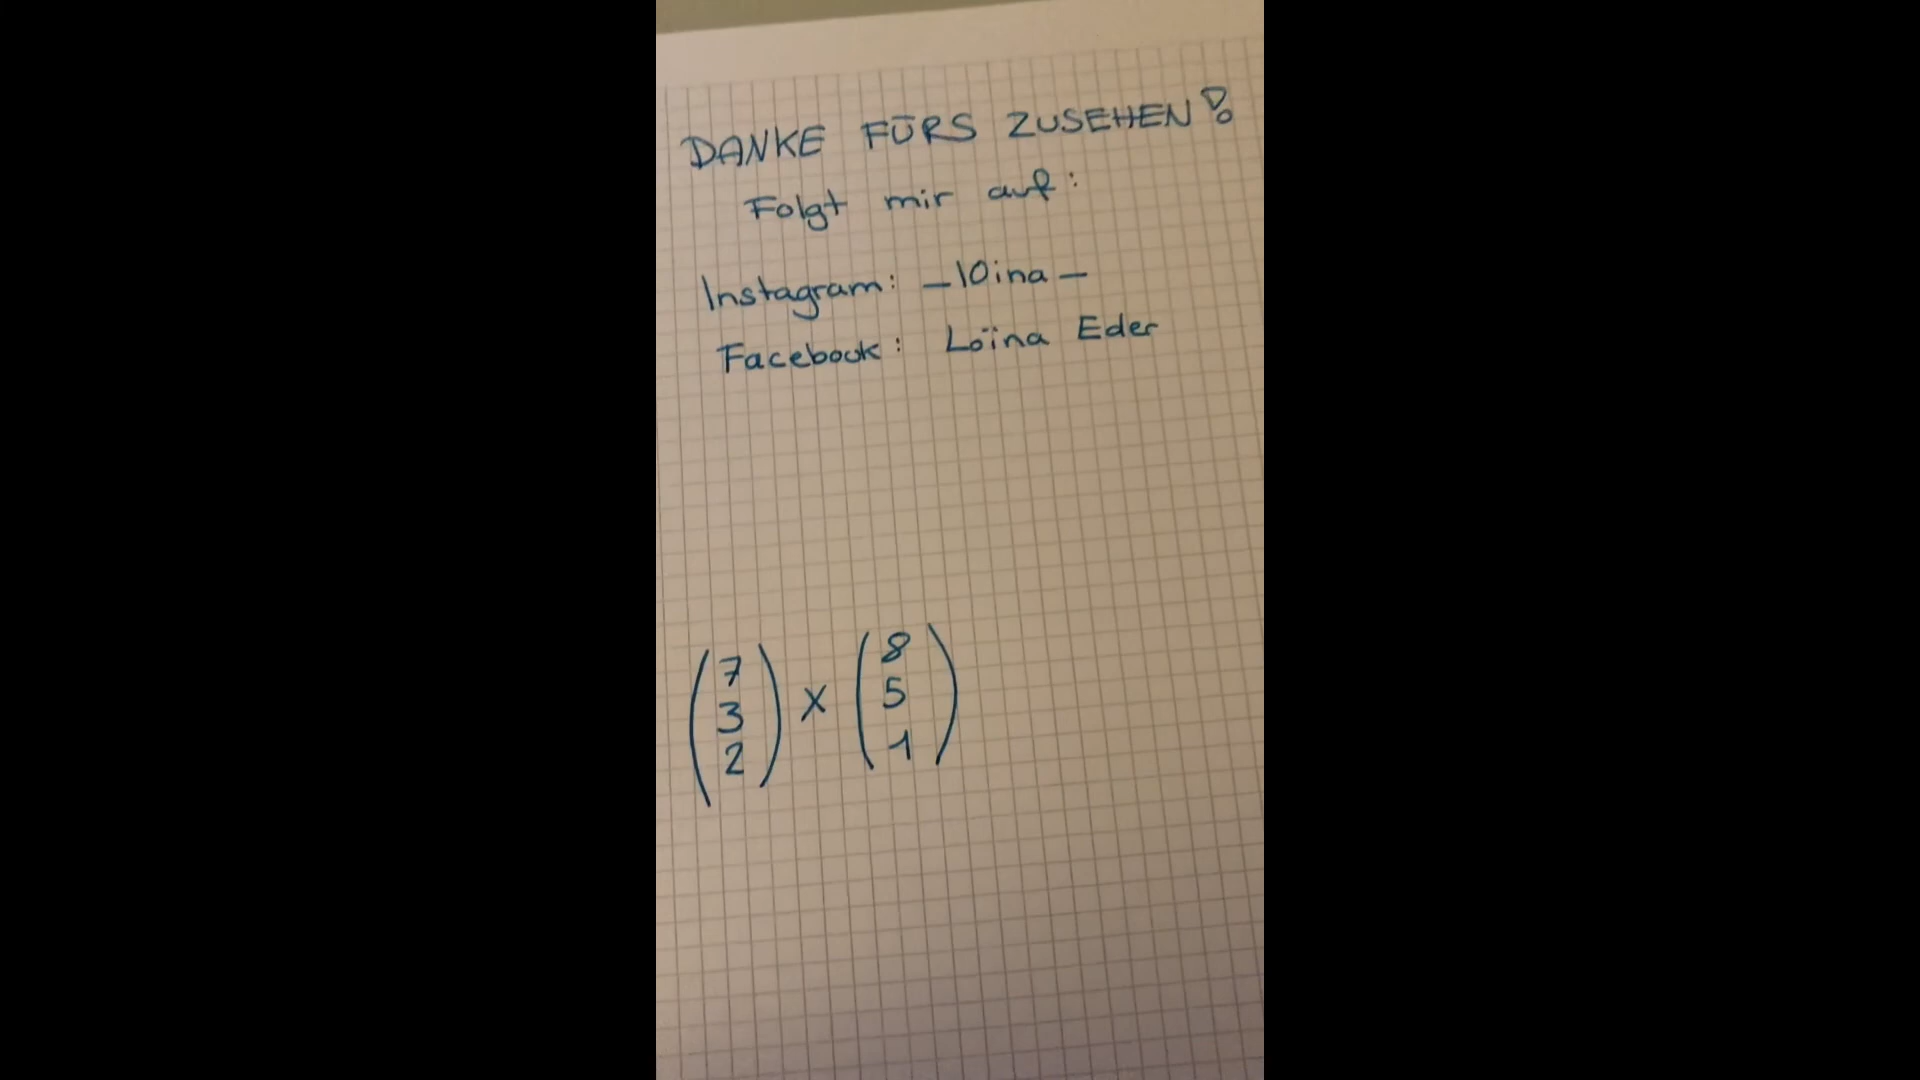 DANKE FÜRS ZUSEHEN!
Folgt mir auf:
Instagram: _l0ina_
Facebook: Loïna Eder
(7 3 2) x (8 5 1)